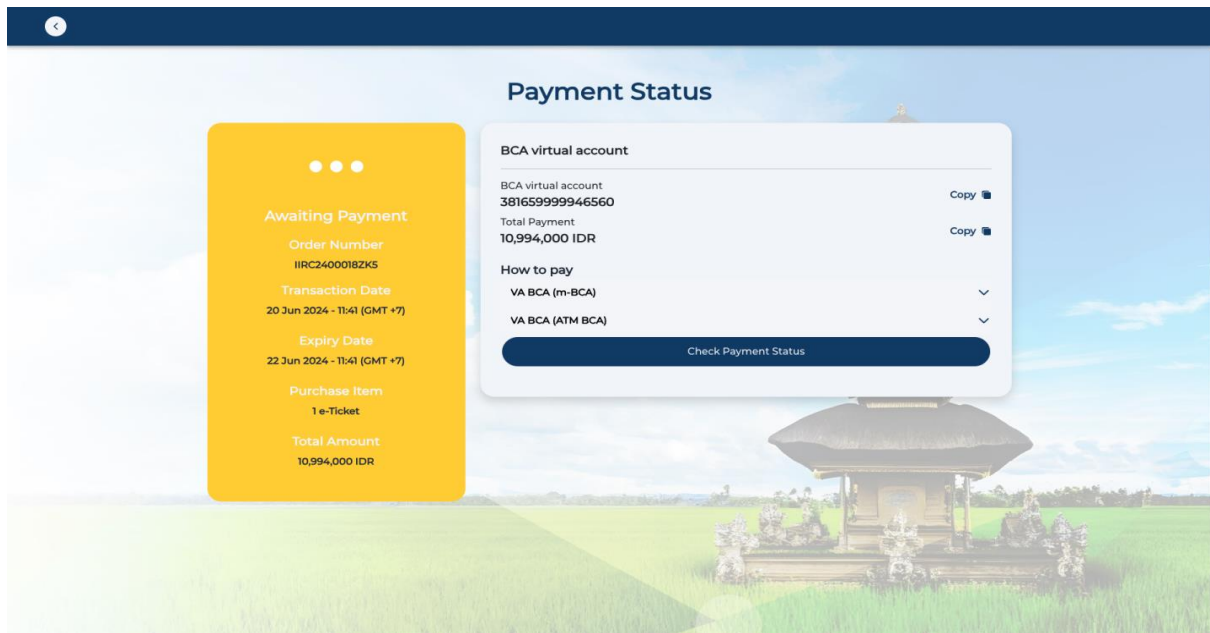 Payment Status
Awaiting Payment
Order Number
IIRC2400018ZK5
Transaction Date
20 Jun 2024 - 11:41 (GMT +7)
Expiry Date
22 Jun 2024 - 11:41 (GMT +7)
Purchase Item
1 e-Ticket
Total Amount
10,994,000 IDR
BCA virtual account
BCA virtual account
381659999946560
Copy
Total Payment
10,994,000 IDR
Copy
How to pay
VA BCA (m-BCA)
VA BCA (ATM BCA)
Check Payment Status